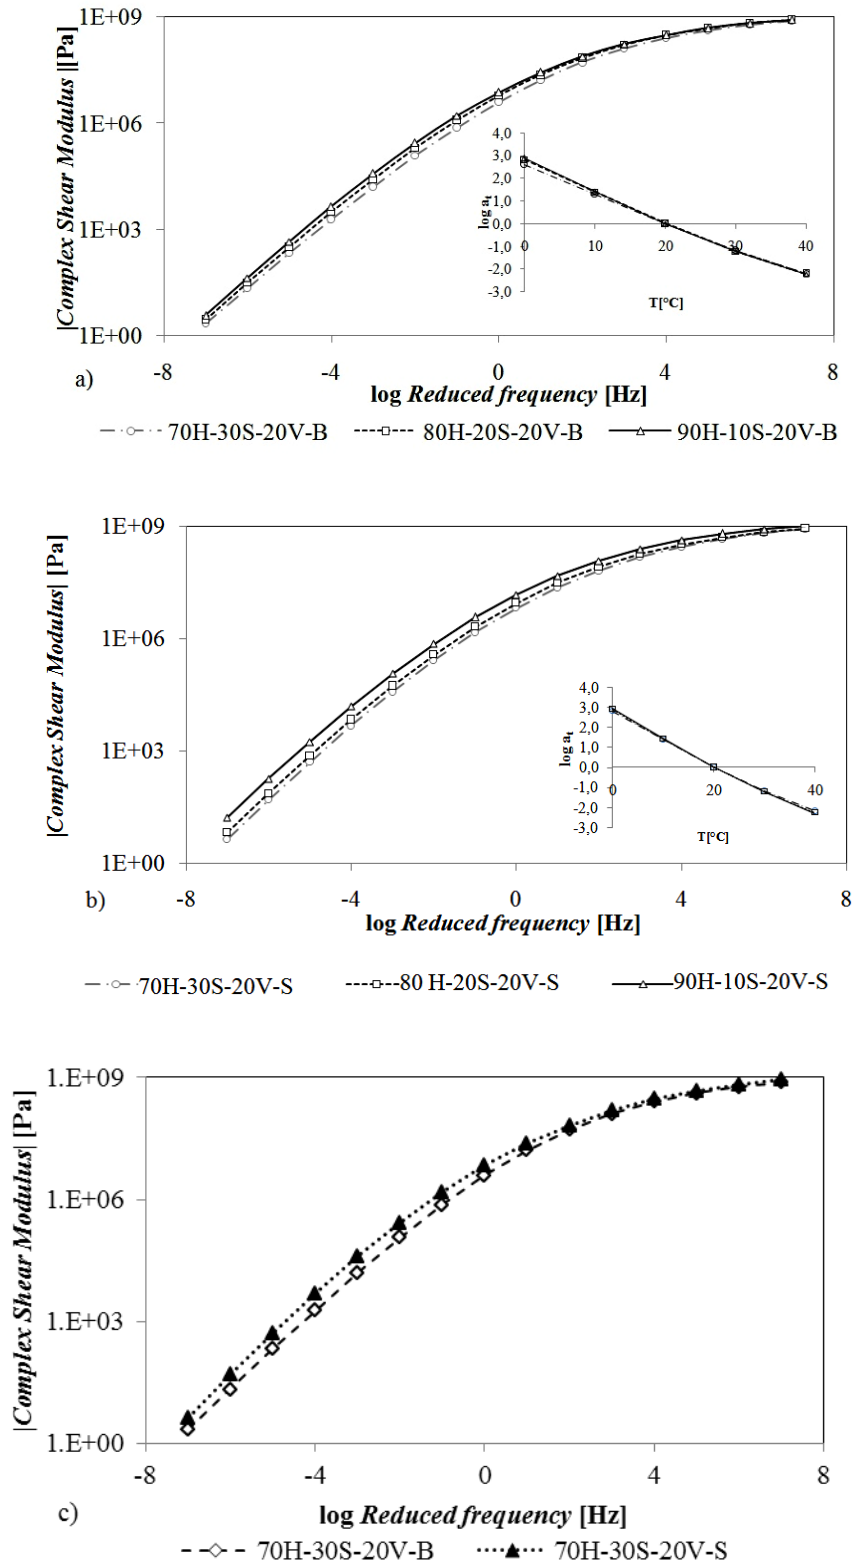 1E+09
1E+06
1E+03
1E+00
|Complex Shear Modulus |[Pa]
4,0
3,0
2,0
1,0
0,0
-1,0
-2,0
-3,0
log at
0 10 20 30 40
T[°C]
-8 -4 0 4 8
a)
log Reduced frequency [Hz]
70H-30S-20V-B 80H-20S-20V-B 90H-10S-20V-B
1E+09
1E+06
1E+03
1E+00
|Complex Shear Modulus| [Pa]
4,0
3,0
2,0
1,0
0,0
-1,0
-2,0
-3,0
log at
0 20 40
T[°C]
-8 -4 0 4 8
b)
log Reduced frequency [Hz]
70H-30S-20V-S 80 H-20S-20V-S 90H-10S-20V-S
1.E+09
1.E+06
1.E+03
1.E+00
|Complex Shear Modulus| [Pa]
-8 -4 0 4 8
c)
log Reduced frequency [Hz]
70H-30S-20V-B 70H-30S-20V-S